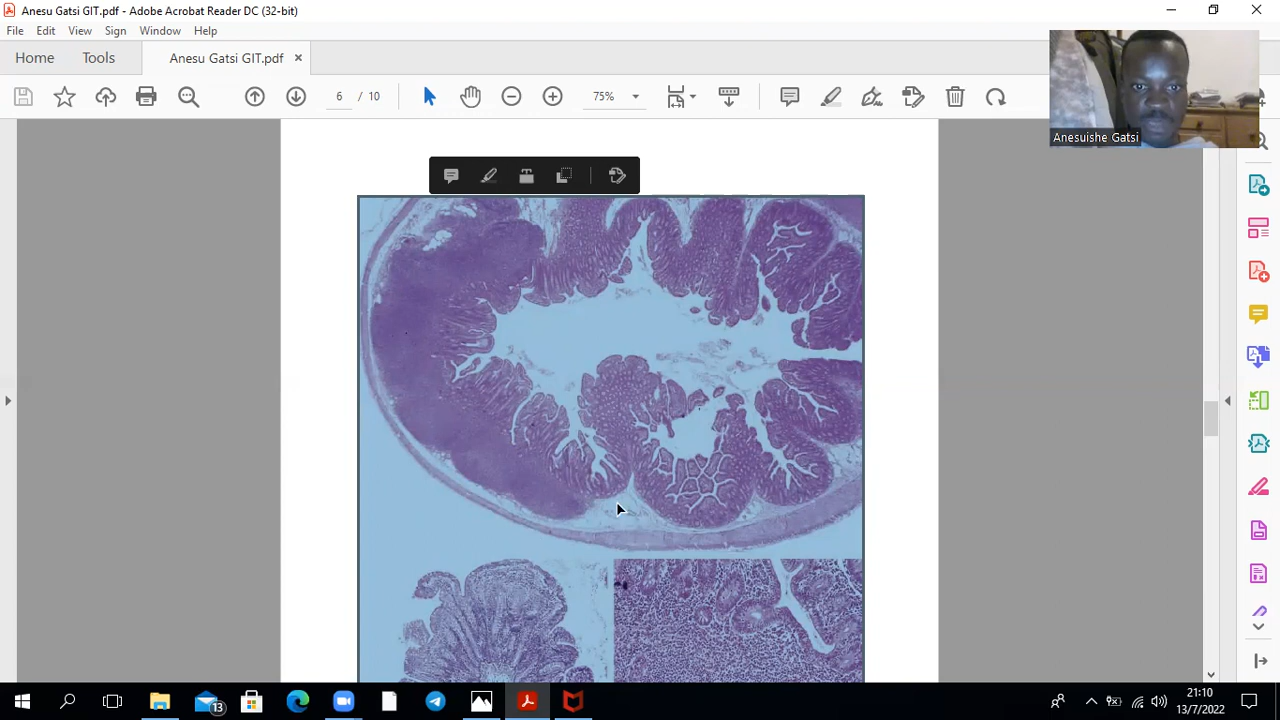 Anesu Gatsi GIT.pdf - Adobe Acrobat Reader DC (32-bit)
File Edit View Sign Window Help
Home Tools Anesu Gatsi GIT.pdf
6 / 10 75%
Anesuishe Gatsi
13
21:10
13/7/2022